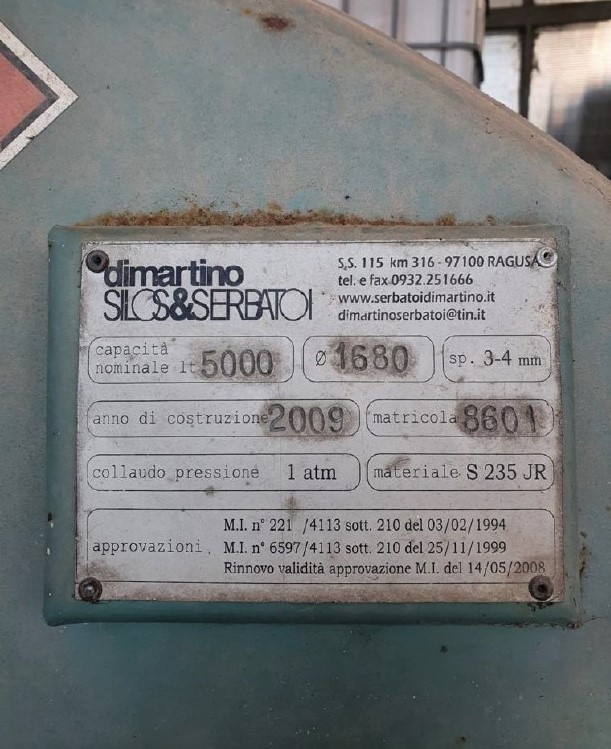 dimartino
SILOS&SERBATOI
S.S. 115 km 316 - 97100 RAGUSA
tel. e fax 0932.251666
www.serbatoidimartino.it
dimartinoserbatoi@tin.it
capacità
nominale lt 5000
Ø 1680
sp. 3-4 mm
anno di costruzione 2009
matricola 8601
collaudo pressione 1 atm
materiale S 235 JR
approvazioni
M.I. n° 221 /4113 sott. 210 del 03/02/1994
M.I. n° 6597/4113 sott. 210 del 25/11/1999
Rinnovo validità approvazione M.I. del 14/05/2008